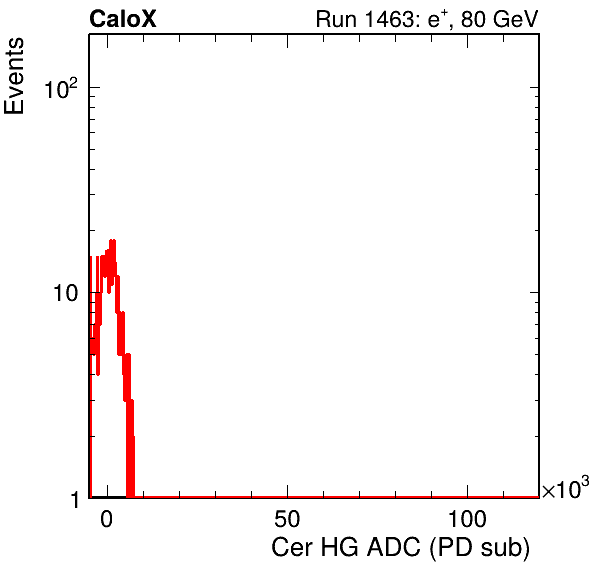 CaloX
Run 1463: e⁺, 80 GeV
Events
10²
10
1
0
50
100
×10³
Cer HG ADC (PD sub)